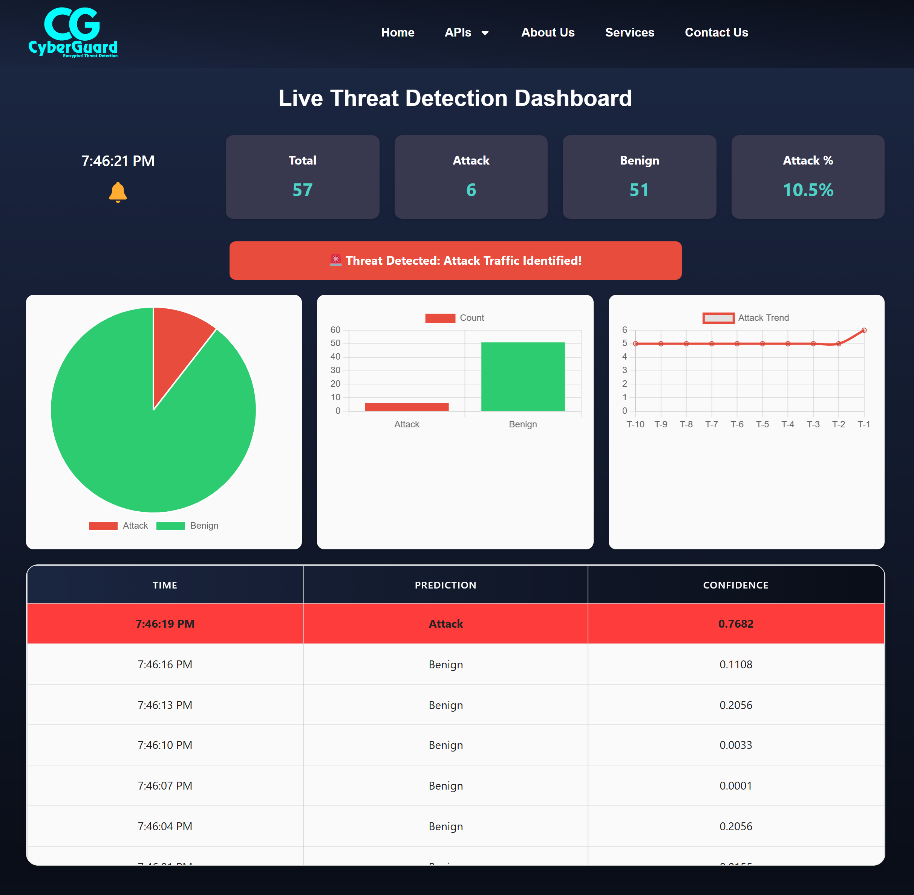 CG
CyberGuard
Encrypted Threat Detection
Home APIs About Us Services Contact Us
Live Threat Detection Dashboard
7:46:21 PM
Total
57
Attack
6
Benign
51
Attack %
10.5%
🚨 Threat Detected: Attack Traffic Identified!
Attack Benign
Count
60
50
40
30
20
10
0
Attack Benign
Attack Trend
6
5
4
3
2
1
0
T-10 T-9 T-8 T-7 T-6 T-5 T-4 T-3 T-2 T-1
TIME PREDICTION CONFIDENCE
7:46:19 PM Attack 0.7682
7:46:16 PM Benign 0.1108
7:46:13 PM Benign 0.2056
7:46:10 PM Benign 0.0033
7:46:07 PM Benign 0.0001
7:46:04 PM Benign 0.2056